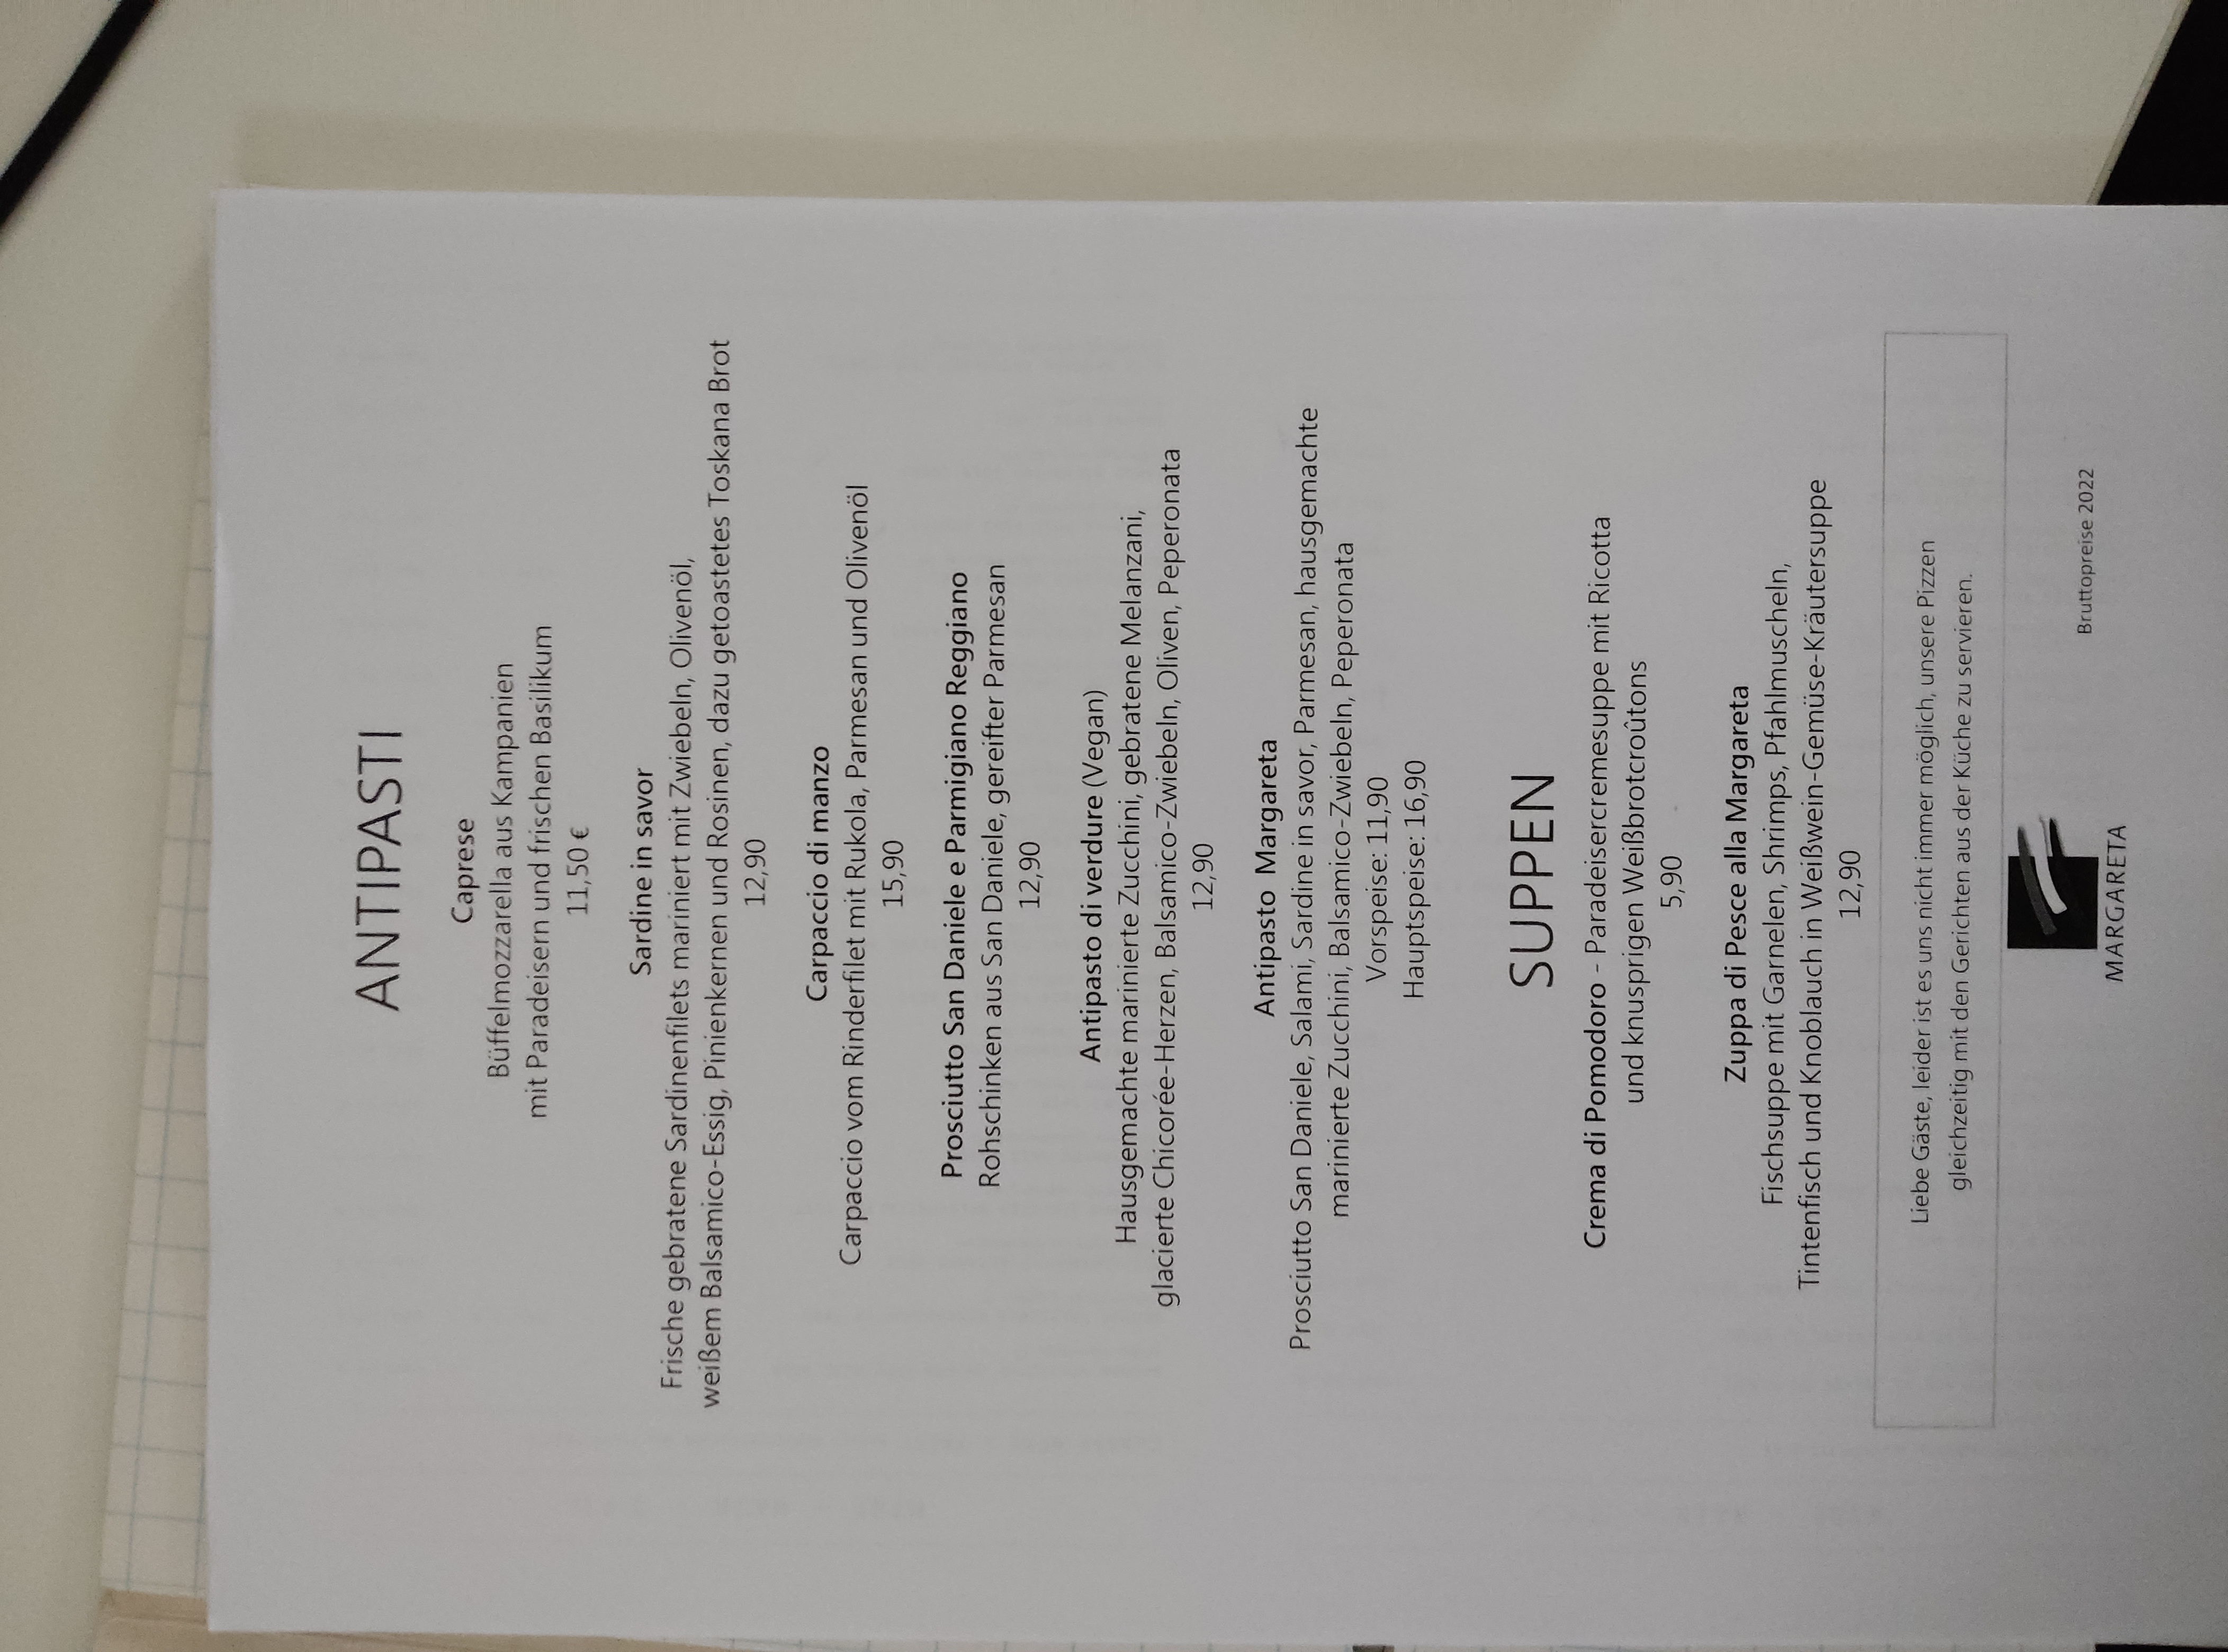 ANTIPASTI
Caprese
Büffelmozzarella aus Kampanien
mit Paradeisern und frischen Basilikum
11,50 €
Sardine in savor
Frische gebratene Sardinenfilets mariniert mit Zwiebeln, Olivenöl,
weißem Balsamico-Essig, Pinienkernen und Rosinen, dazu getoastetes Toskana Brot
12,90
Carpaccio di manzo
Carpaccio vom Rinderfilet mit Rukola, Parmesan und Olivenöl
15,90
Prosciutto San Daniele e Parmigiano Reggiano
Rohschinken aus San Daniele, gereifter Parmesan
12,90
Antipasto di verdure (Vegan)
Hausgemachte marinierte Zucchini, gebratene Melanzani,
glacierte Chicorée-Herzen, Balsamico-Zwiebeln, Oliven, Peperonata
12,90
Antipasto Margareta
Prosciutto San Daniele, Salami, Sardine in savor, Parmesan, hausgemachte
marinierte Zucchini, Balsamico-Zwiebeln, Peperonata
Vorspeise: 11,90
Hauptspeise: 16,90
SUPPEN
Crema di Pomodoro - Paradeisercremesuppe mit Ricotta
und knusprigen Weißbrotcroûtons
5,90
Zuppa di Pesce alla Margareta
Fischsuppe mit Garnelen, Shrimps, Pfahlmuscheln,
Tintenfisch und Knoblauch in Weißwein-Gemüse-Kräutersuppe
12,90
Liebe Gäste, leider ist es uns nicht immer möglich, unsere Pizzen
gleichzeitig mit den Gerichten aus der Küche zu servieren.
Bruttopreise 2022
MARGARETA